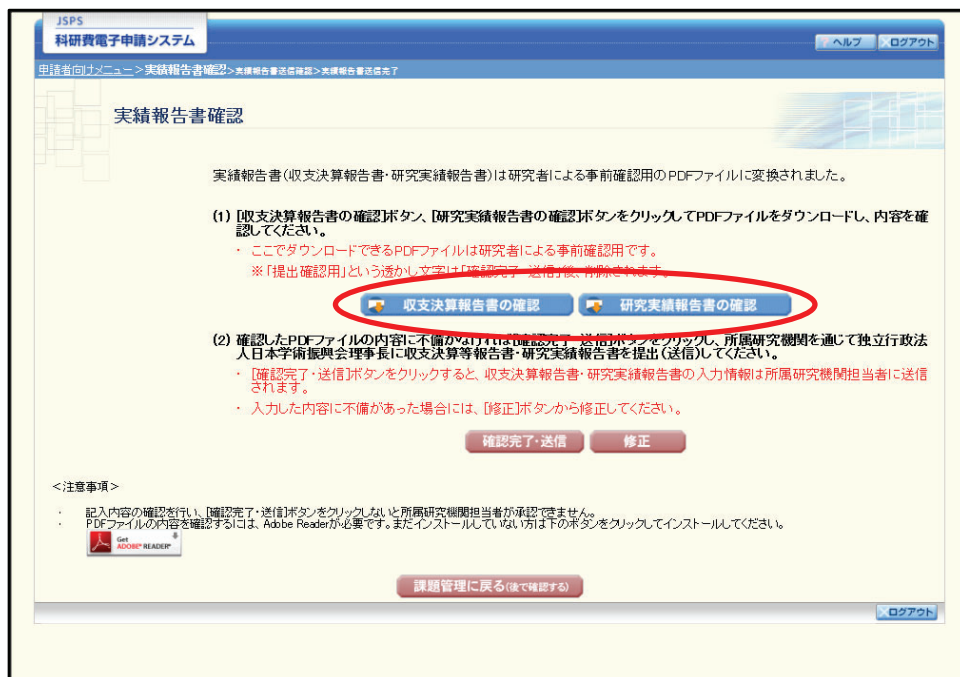 JSPS
科研費電子申請システム
? ヘルプ
ログアウト
申請者向けメニュー>実績報告書確認>実績報告書送信確認>実績報告書送信完了
実績報告書確認
実績報告書(収支決算報告書・研究実績報告書)は研究者による事前確認用のPDFファイルに変換されました。
(1) [収支決算報告書の確認]ボタン、[研究実績報告書の確認]ボタンをクリックしてPDFファイルをダウンロードし、内容を確
認してください。
・ ここでダウンロードできるPDFファイルは研究者による事前確認用です。
※「提出確認用」という透かし文字は「確認完了・送信」後、削除されます。
収支決算報告書の確認
研究実績報告書の確認
(2) 確認したPDFファイルの内容に不備がなければ[確認完了・送信]ボタンをクリックし、所属研究機関を通じて独立行政法
人日本学術振興会理事長に収支決算等報告書・研究実績報告書を提出(送信)してください。
・ [確認完了・送信]ボタンをクリックすると、収支決算報告書・研究実績報告書の入力情報は所属研究機関担当者に送信
されます。
・ 入力した内容に不備があった場合には、[修正]ボタンから修正してください。
確認完了・送信
修正
<注意事項>
・ 記入内容の確認を行い、[確認完了・送信]ボタンをクリックしないと所属研究機関担当者が承認できません。
・ PDFファイルの内容を確認するには、Adobe Readerが必要です。まだインストールしていない方は下のボタンをクリックしてインストールしてください。
Get
ADOBE® READER®
課題管理に戻る(後で確認する)
ログアウト